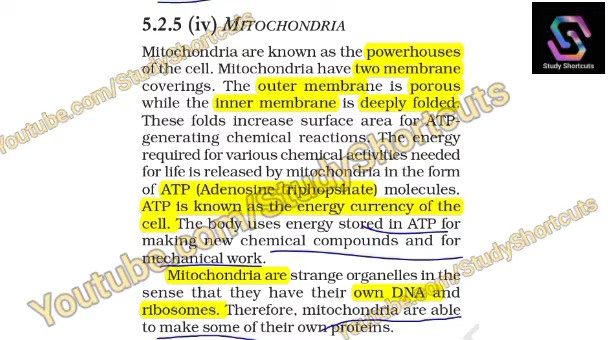 5.2.5 (iv) MITOCHONDRIA
Mitochondria are known as the powerhouses
of the cell. Mitochondria have two membrane
coverings. The outer membrane is porous
while the inner membrane is deeply folded.
These folds increase surface area for ATP-
generating chemical reactions. The energy
required for various chemical activities needed
for life is released by mitochondria in the form
of ATP (Adenosine triphopshate) molecules.
ATP is known as the energy currency of the
cell. The body uses energy stored in ATP for
making new chemical compounds and for
mechanical work.
Mitochondria are strange organelles in the
sense that they have their own DNA and
ribosomes. Therefore, mitochondria are able
to make some of their own proteins.
Study Shortcuts
Youtube.com/StudyShortcuts
Youtube.com/StudyShortcuts
Youtube.com/StudyShortcuts